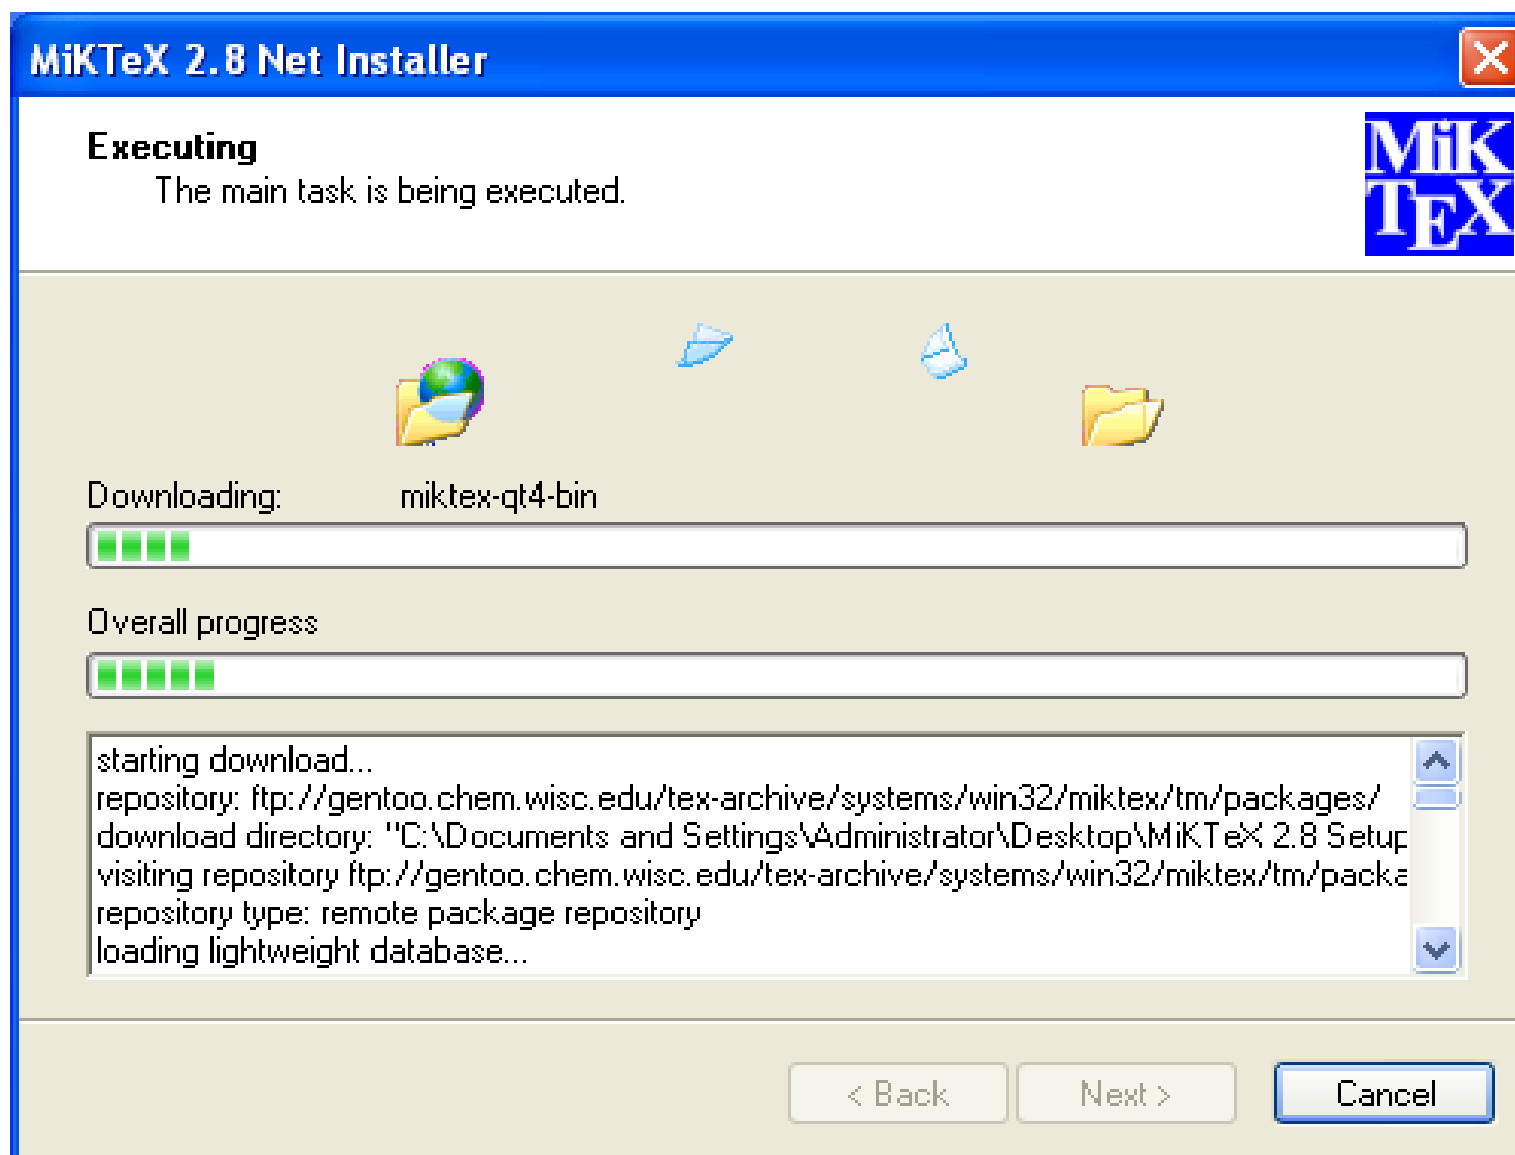 MiKTeX 2.8 Net Installer
Executing
The main task is being executed.
MiK
TEX
Downloading: miktex-qt4-bin
Overall progress
starting download...
repository: ftp://gentoo.chem.wisc.edu/tex-archive/systems/win32/miktex/tm/packages/
download directory: "C:\Documents and Settings\Administrator\Desktop\MiKTeX 2.8 Setup
visiting repository ftp://gentoo.chem.wisc.edu/tex-archive/systems/win32/miktex/tm/packa
repository type: remote package repository
loading lightweight database...
< Back Next > Cancel